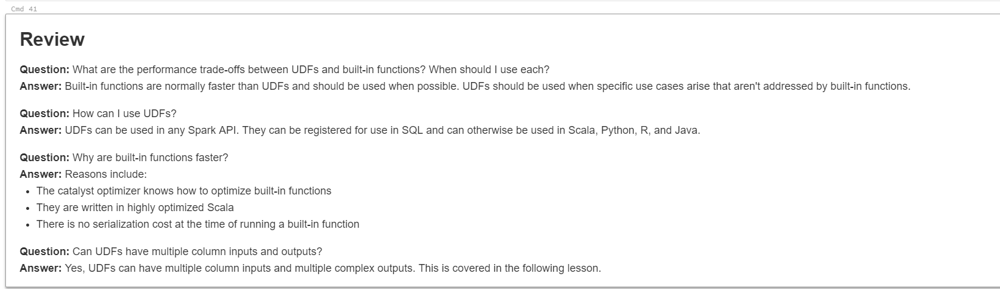 Cmd 41
Review
Question: What are the performance trade-offs between UDFs and built-in functions? When should I use each?
Answer: Built-in functions are normally faster than UDFs and should be used when possible. UDFs should be used when specific use cases arise that aren't addressed by built-in functions.
Question: How can I use UDFs?
Answer: UDFs can be used in any Spark API. They can be registered for use in SQL and can otherwise be used in Scala, Python, R, and Java.
Question: Why are built-in functions faster?
Answer: Reasons include:
• The catalyst optimizer knows how to optimize built-in functions
• They are written in highly optimized Scala
• There is no serialization cost at the time of running a built-in function
Question: Can UDFs have multiple column inputs and outputs?
Answer: Yes, UDFs can have multiple column inputs and multiple complex outputs. This is covered in the following lesson.